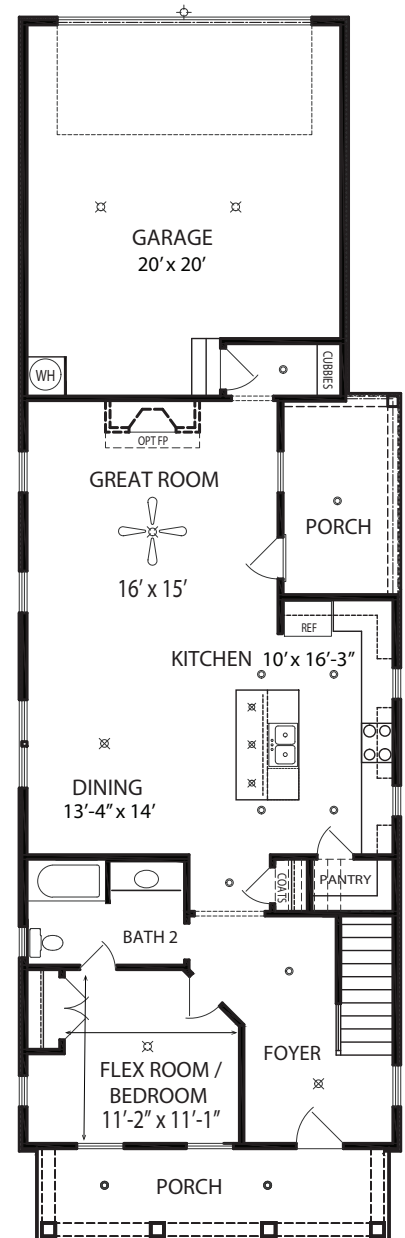 GARAGE
20' x 20'
WH
CUBBIES
OPT FP
GREAT ROOM
16' x 15'
PORCH
REF
KITCHEN 10' x 16'-3"
DINING
13'-4" x 14'
COATS
PANTRY
BATH 2
FLEX ROOM /
BEDROOM
11'-2" x 11'-1"
FOYER
PORCH